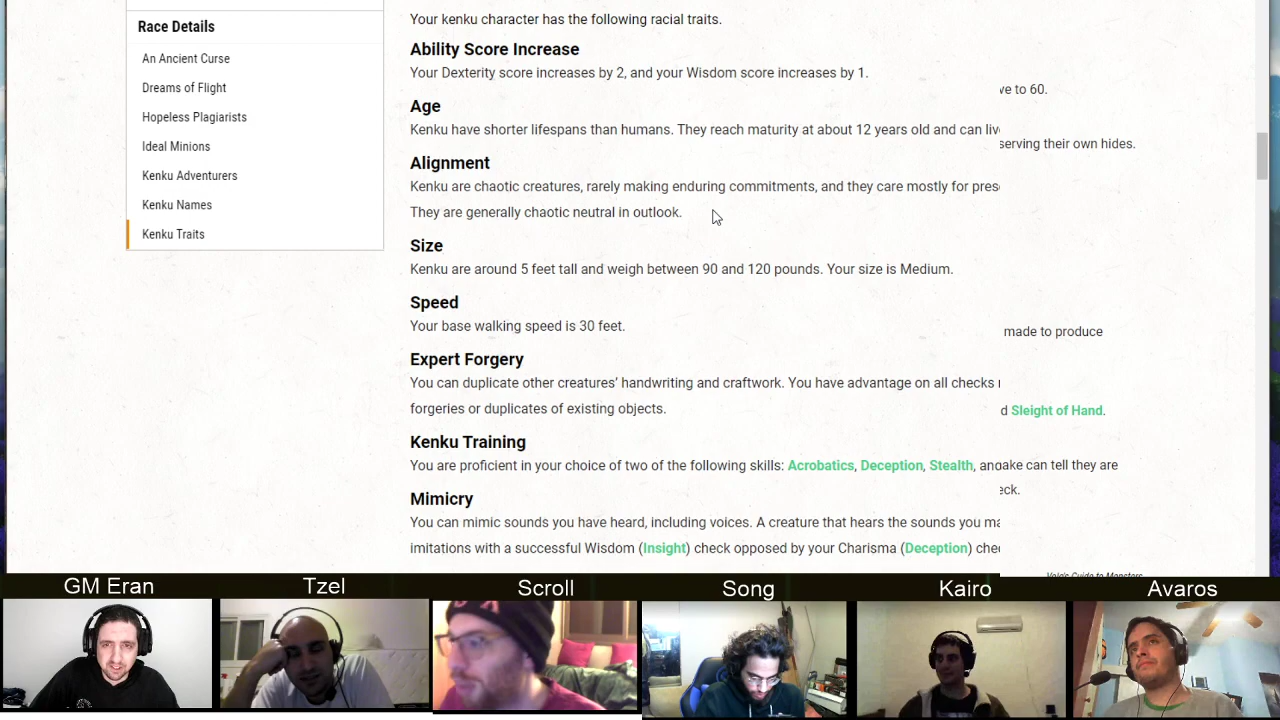 Race Details
An Ancient Curse
Dreams of Flight
Hopeless Plagiarists
Ideal Minions
Kenku Adventurers
Kenku Names
Kenku Traits
Your kenku character has the following racial traits.
Ability Score Increase
Your Dexterity score increases by 2, and your Wisdom score increases by 1.
ve to 60.
Age
Kenku have shorter lifespans than humans. They reach maturity at about 12 years old and can liv
serving their own hides.
Alignment
Kenku are chaotic creatures, rarely making enduring commitments, and they care mostly for pres
They are generally chaotic neutral in outlook.
Size
Kenku are around 5 feet tall and weigh between 90 and 120 pounds. Your size is Medium.
Speed
Your base walking speed is 30 feet.
made to produce
Expert Forgery
You can duplicate other creatures' handwriting and craftwork. You have advantage on all checks
forgeries or duplicates of existing objects.
d Sleight of Hand.
Kenku Training
You are proficient in your choice of two of the following skills: Acrobatics, Deception, Stealth, an
ake can tell they are
eck.
Mimicry
You can mimic sounds you have heard, including voices. A creature that hears the sounds you ma
imitations with a successful Wisdom (Insight) check opposed by your Charisma (Deception) che
Volo's Guide to Monsters
GM Eran
Tzel
Scroll
Song
Kairo
Avaros